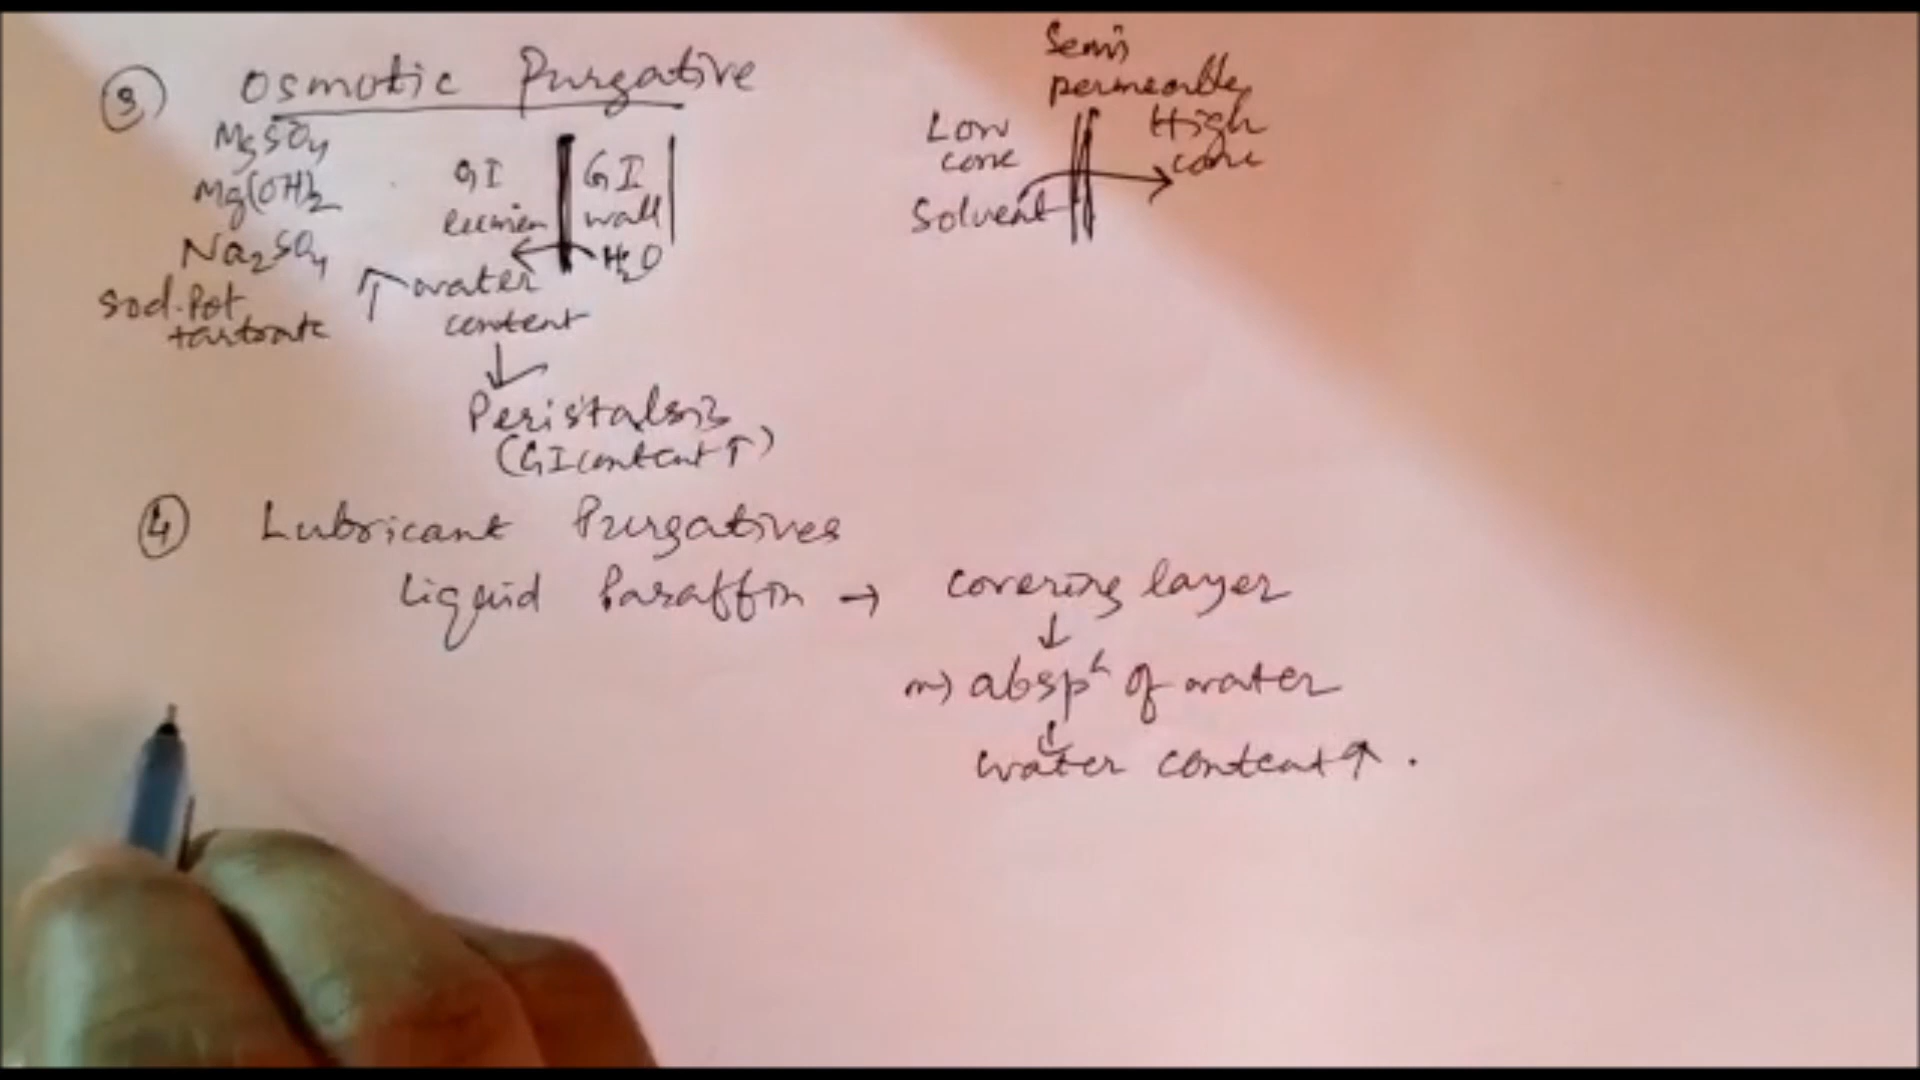 ③ Osmotic Purgative
MgSO4
Mg(OH)2
Na2SO4
Sod. Pot
tartrate
GI
lumen
GI
wall
← H2O
↑ water
content
↓
Peristalsis
(GI content ↑)
Semi
permeable
Low
conc
Solvent →
High
conc
④ Lubricant Purgatives
Liquid Paraffin → covering layer
↓
abspⁿ of water
↓
water content ↑ .